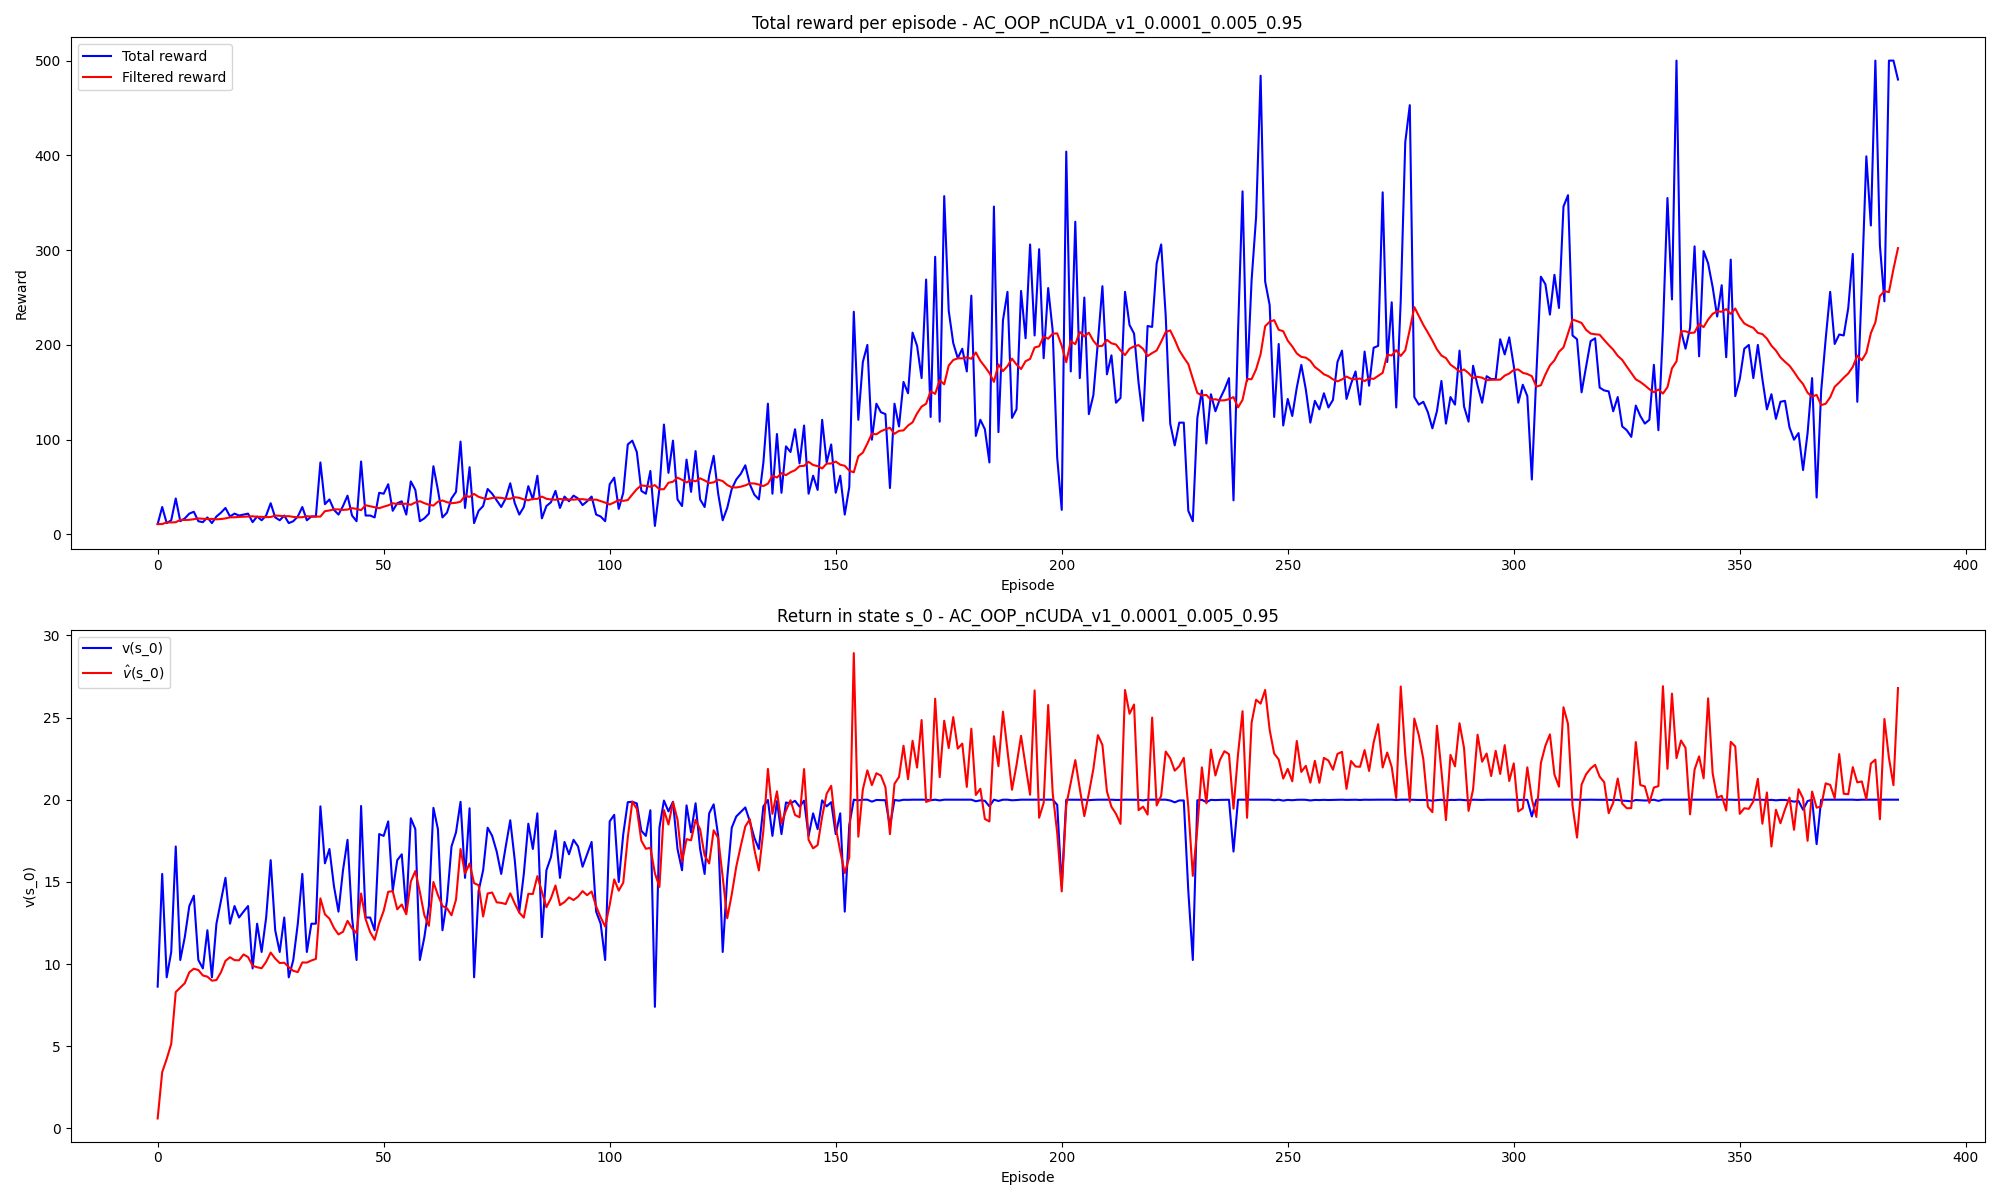 Total reward per episode - AC_OOP_nCUDA_v1_0.0001_0.005_0.95
Total reward
Filtered reward
Reward
500
400
300
200
100
0
0 50 100 150 200 250 300 350 400
Episode
Return in state s_0 - AC_OOP_nCUDA_v1_0.0001_0.005_0.95
v(s_0)
v̂(s_0)
v(s_0)
30
25
20
15
10
5
0
0 50 100 150 200 250 300 350 400
Episode